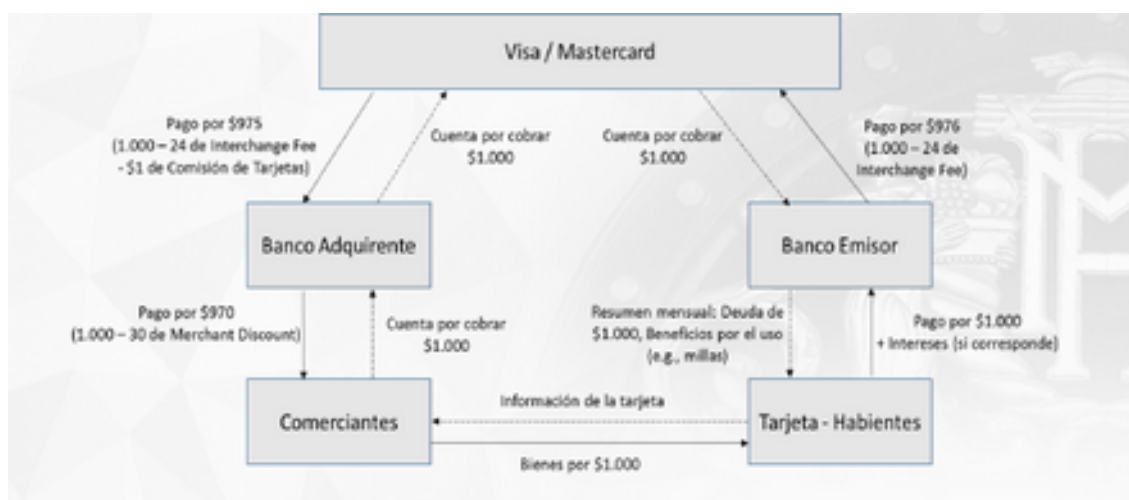 Visa / Mastercard
Pago por $975
(1.000 – 24 de Interchange Fee
- $1 de Comisión de Tarjetas)
Cuenta por cobrar
$1.000
Cuenta por cobrar
$1.000
Pago por $976
(1.000 – 24 de
Interchange Fee)
Banco Adquirente
Banco Emisor
Pago por $970
(1.000 – 30 de Merchant Discount)
Cuenta por cobrar
$1.000
Resumen mensual: Deuda de
$1.000, Beneficios por el uso
(e.g., millas)
Pago por $1.000
+ Intereses (si corresponde)
Comerciantes
Información de la tarjeta
Tarjeta - Habientes
Bienes por $1.000